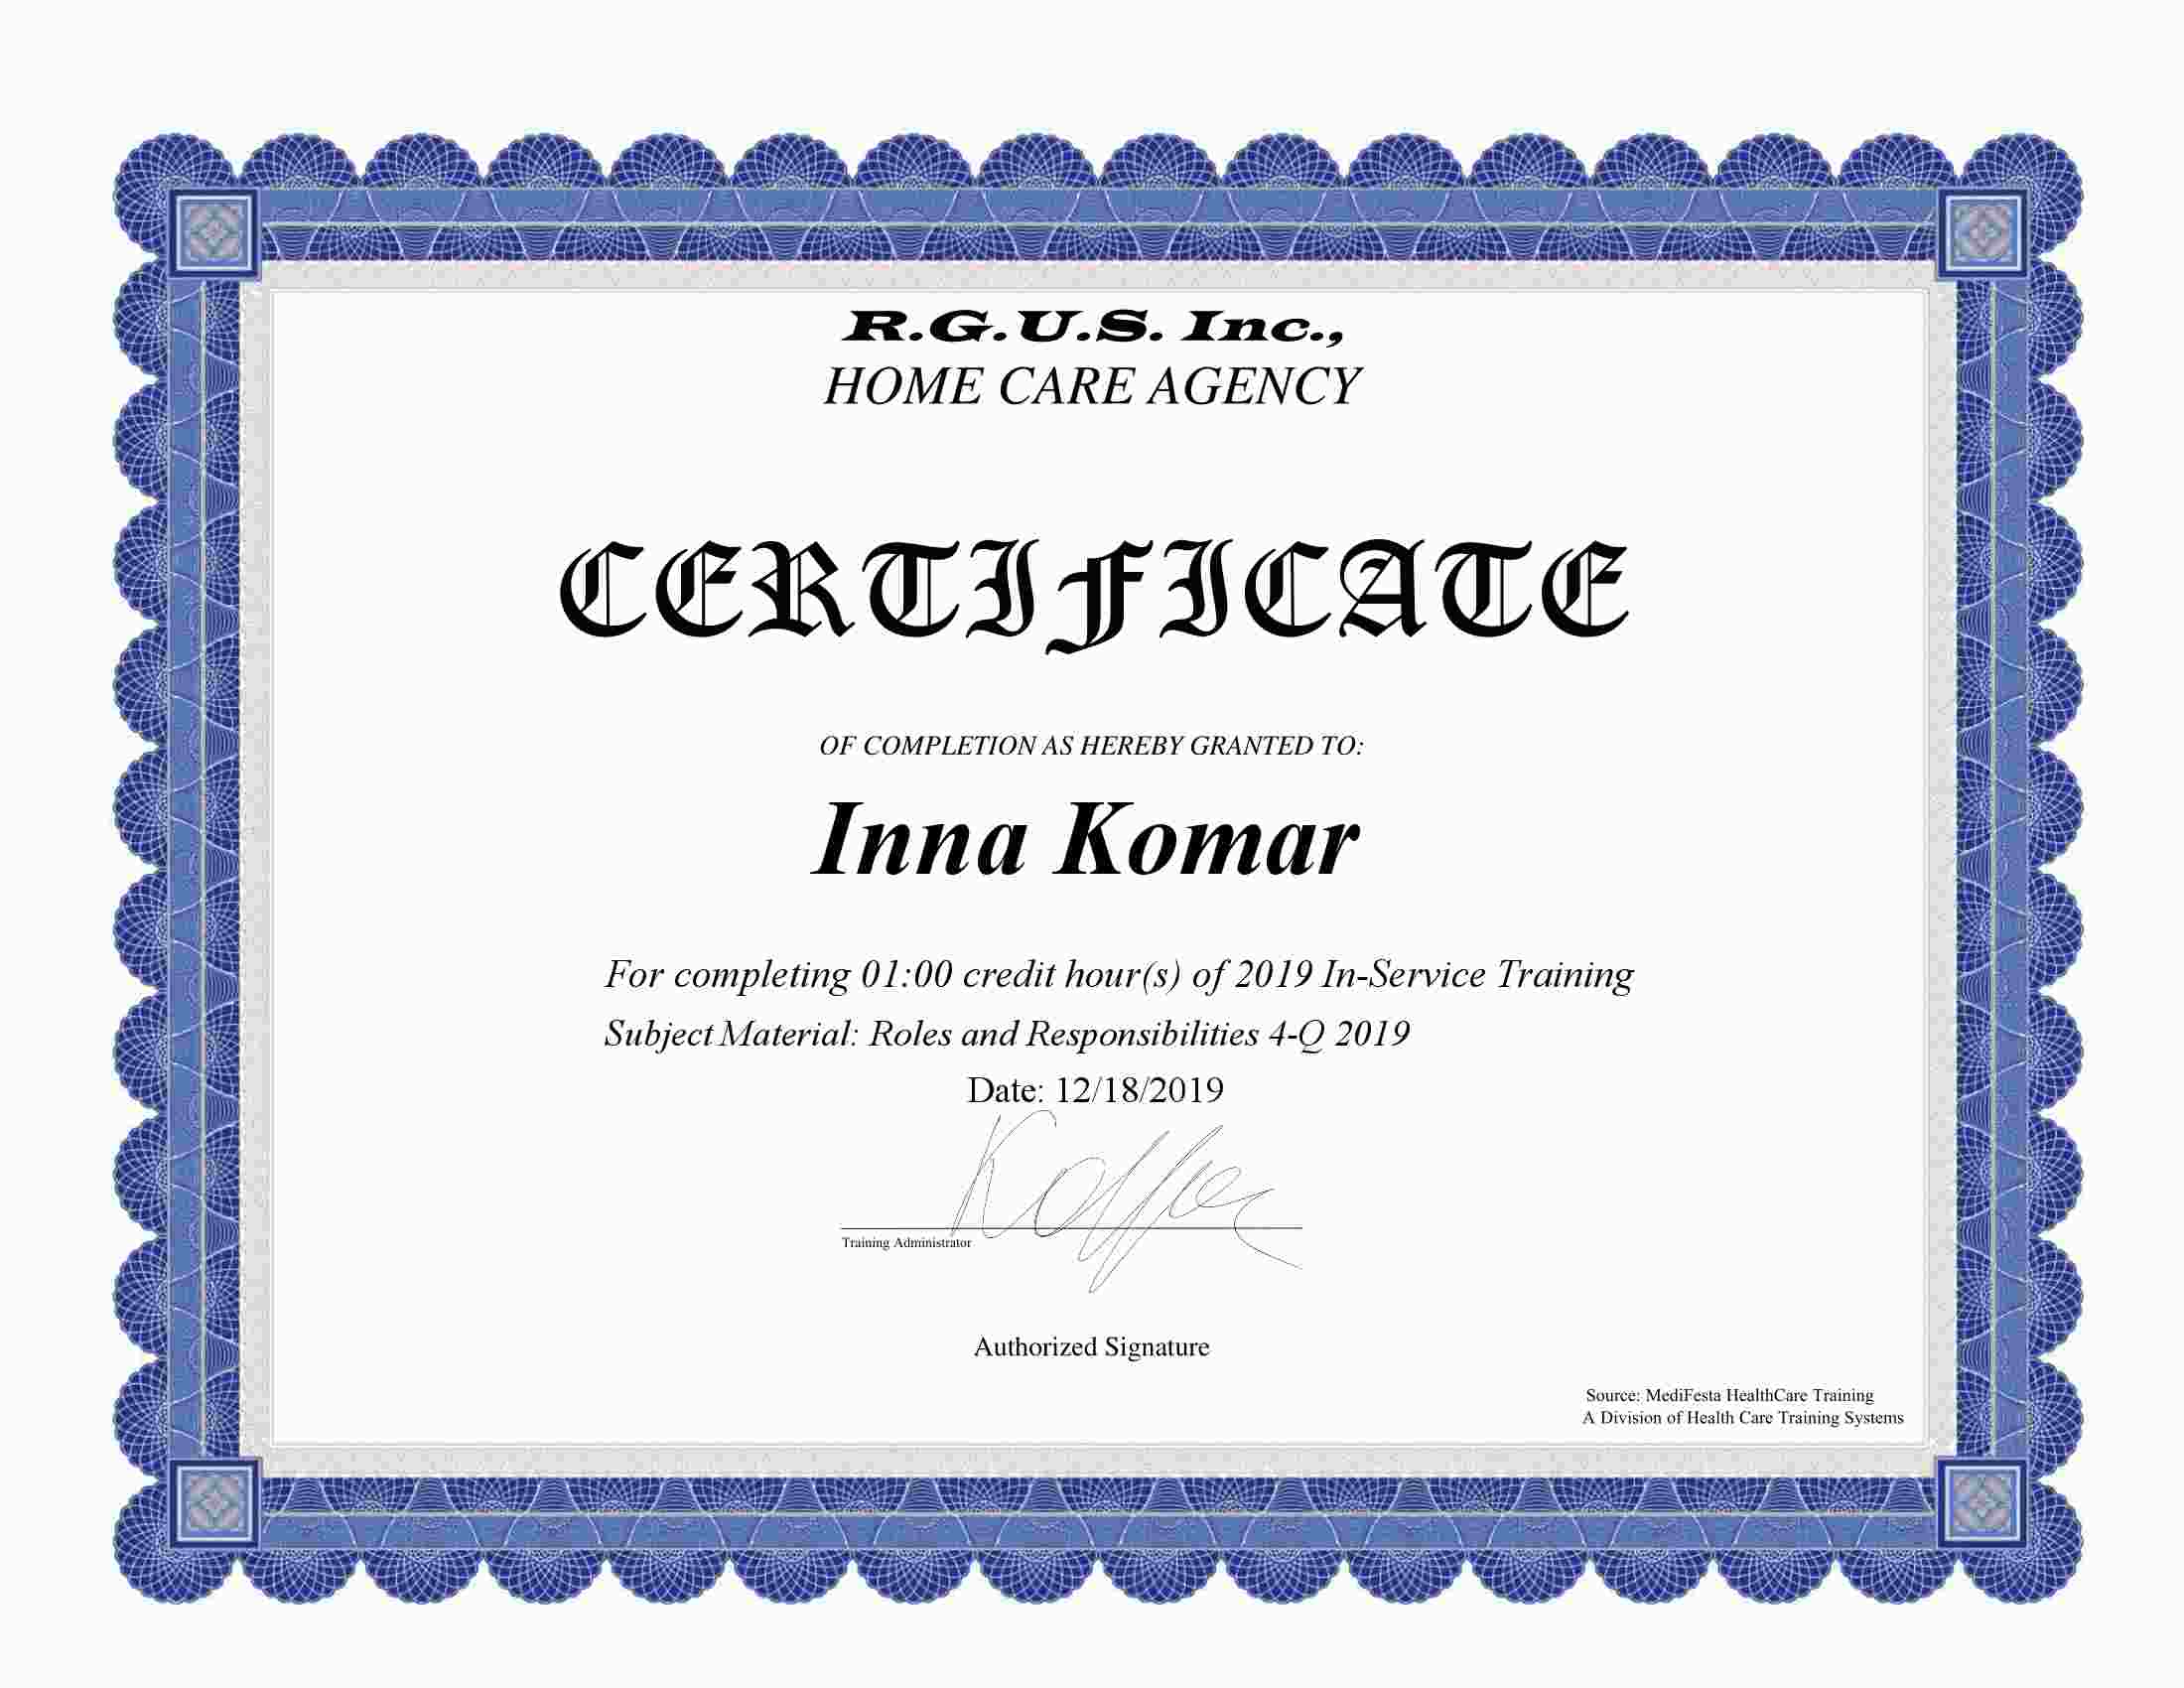 R.G.U.S. Inc.,
HOME CARE AGENCY
CERTIFICATE
OF COMPLETION AS HEREBY GRANTED TO:
Inna Komar
For completing 01:00 credit hour(s) of 2019 In-Service Training
Subject Material: Roles and Responsibilities 4-Q 2019
Date: 12/18/2019
Training Administrator
Authorized Signature
Source: MediFesta HealthCare Training
A Division of Health Care Training Systems